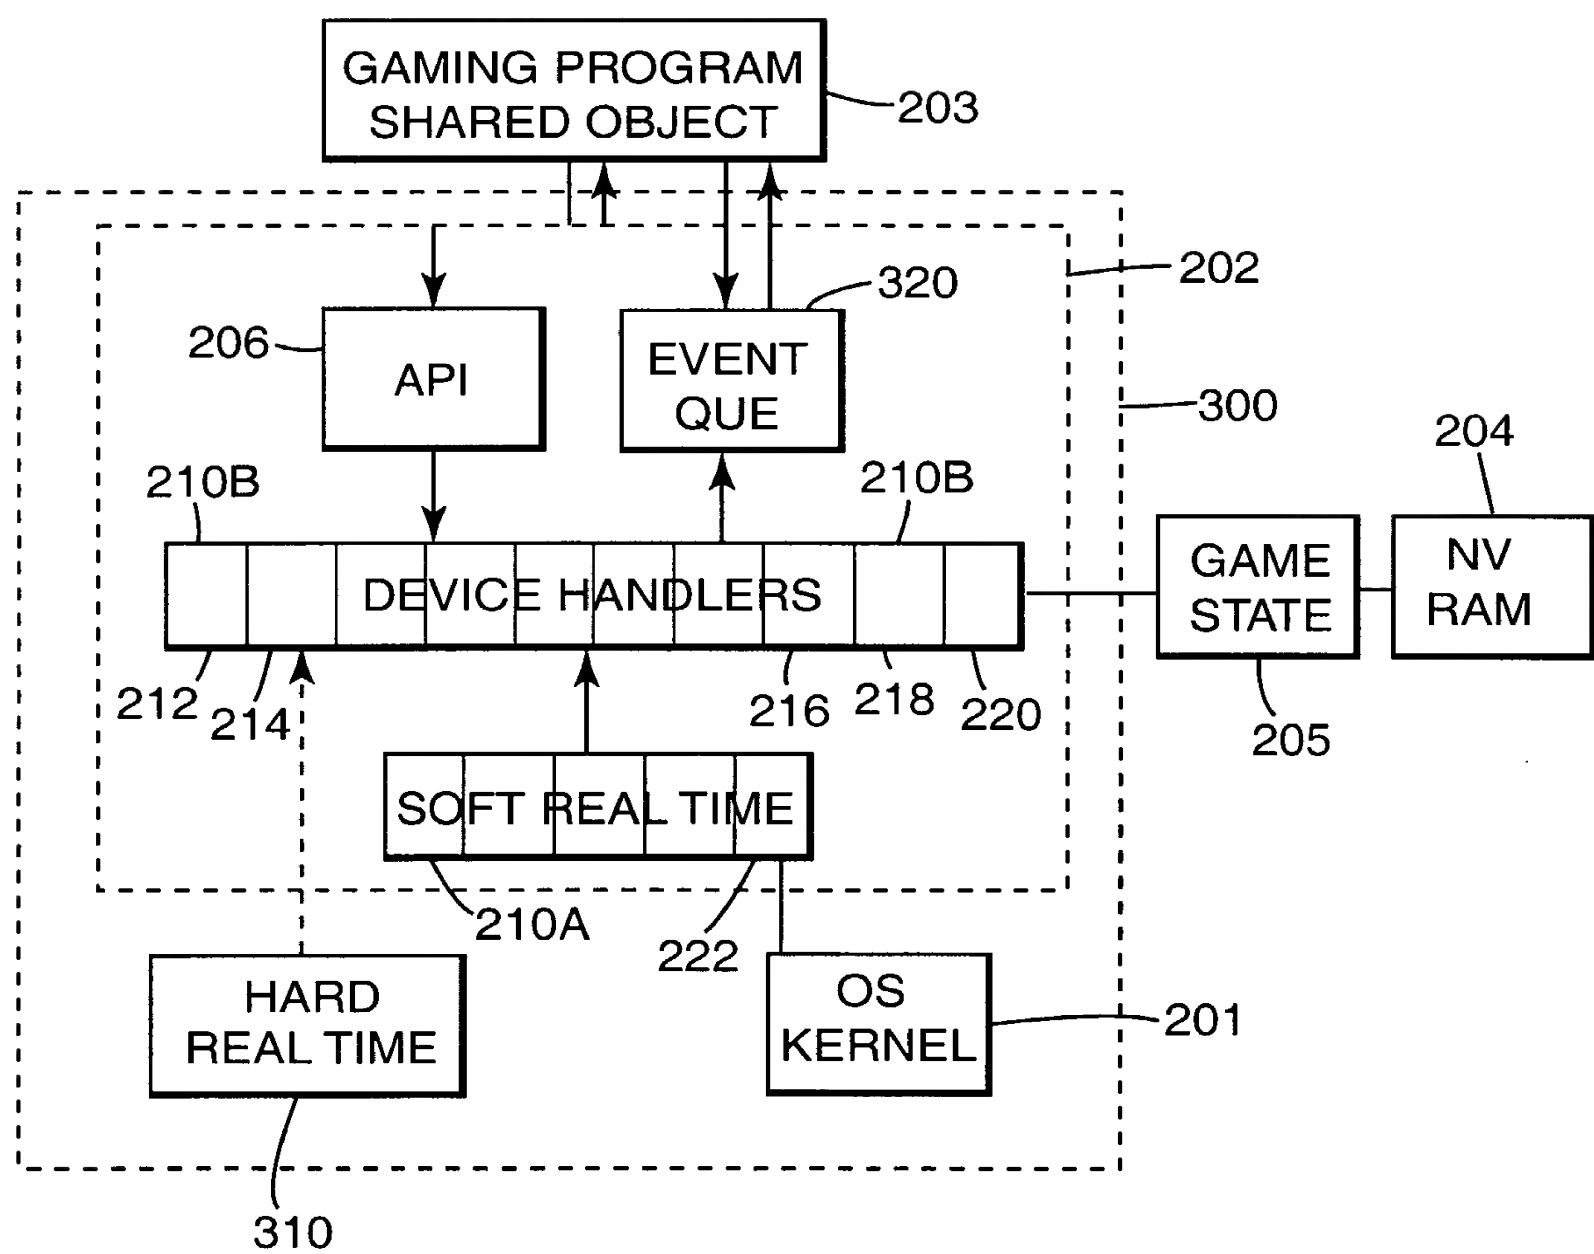 GAMING PROGRAM
SHARED OBJECT
203
202
320
206
API
EVENT
QUE
300
204
210B
210B
DEVICE HANDLERS
GAME
STATE
NV
RAM
212
214
216
218
220
205
SOFT REAL TIME
210A
222
HARD
REAL TIME
OS
KERNEL
201
310